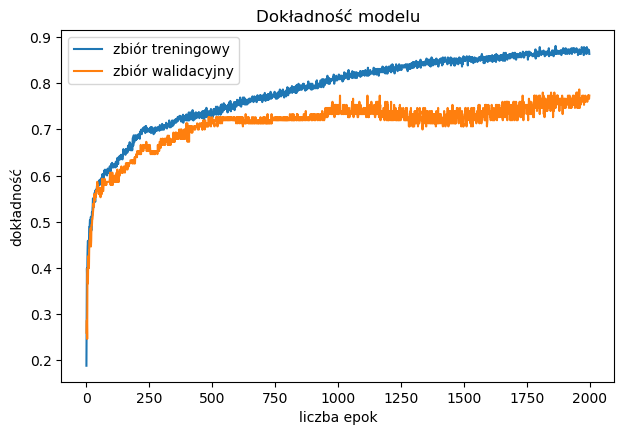 Dokładność modelu
zbiór treningowy
zbiór walidacyjny
dokładność
0.9
0.8
0.7
0.6
0.5
0.4
0.3
0.2
0 250 500 750 1000 1250 1500 1750 2000
liczba epok